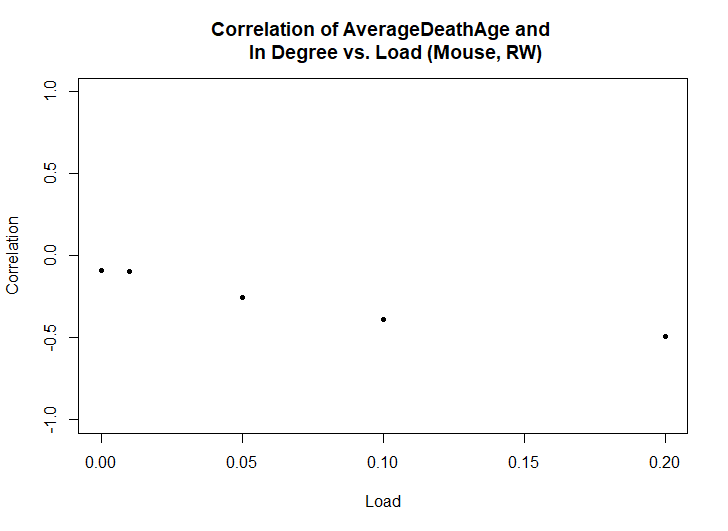 Correlation of AverageDeathAge and
In Degree vs. Load (Mouse, RW)
1.0
0.5
0.0
-0.5
-1.0
Correlation
0.00 0.05 0.10 0.15 0.20
Load